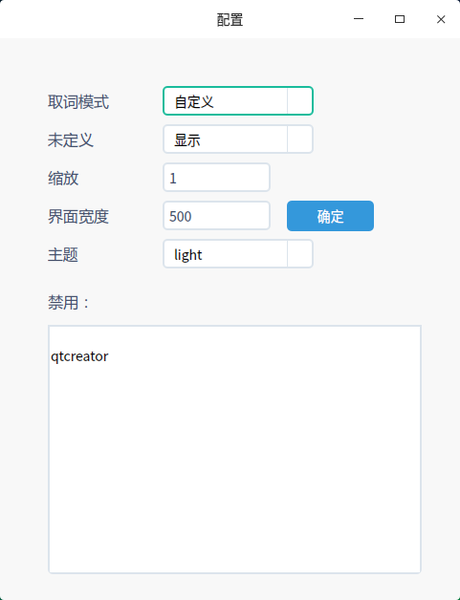 配置
取词模式 自定义
未定义 显示
缩放 1
界面宽度 500 确定
主题 light
禁用：
qtcreator